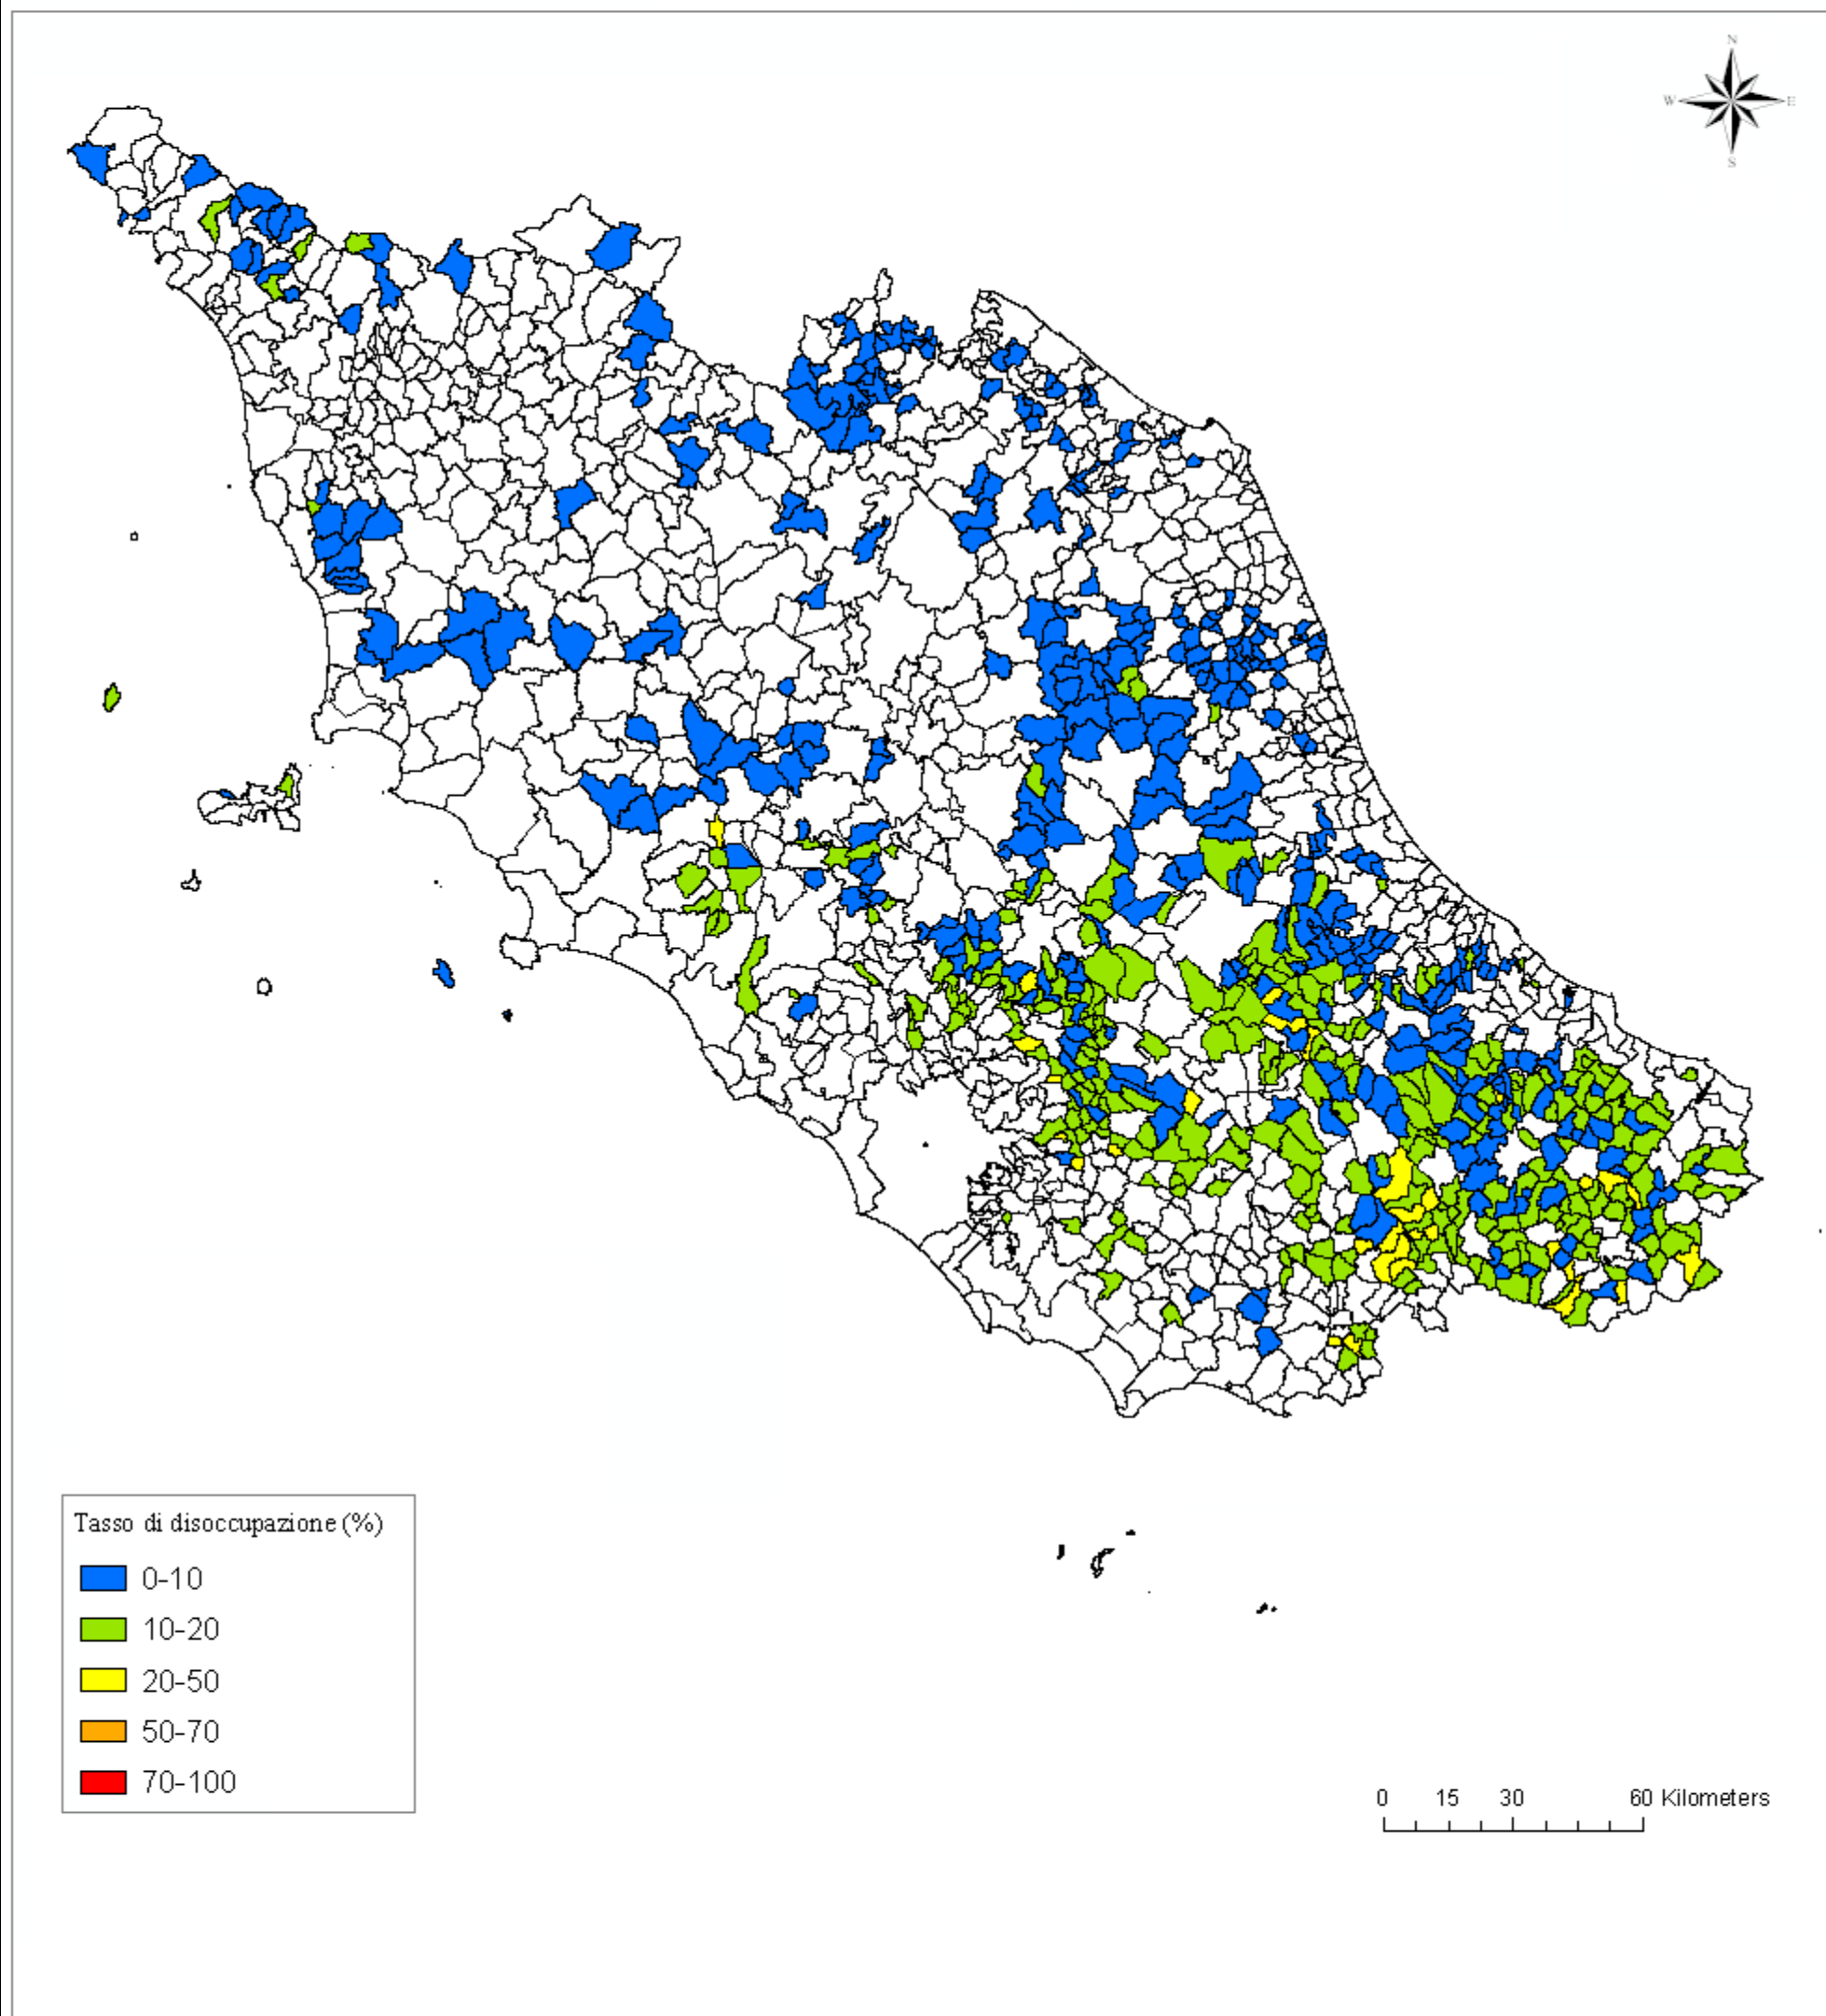 N
W E
S
Tasso di disoccupazione (%)
0-10
10-20
20-50
50-70
70-100
0 15 30 60 Kilometers